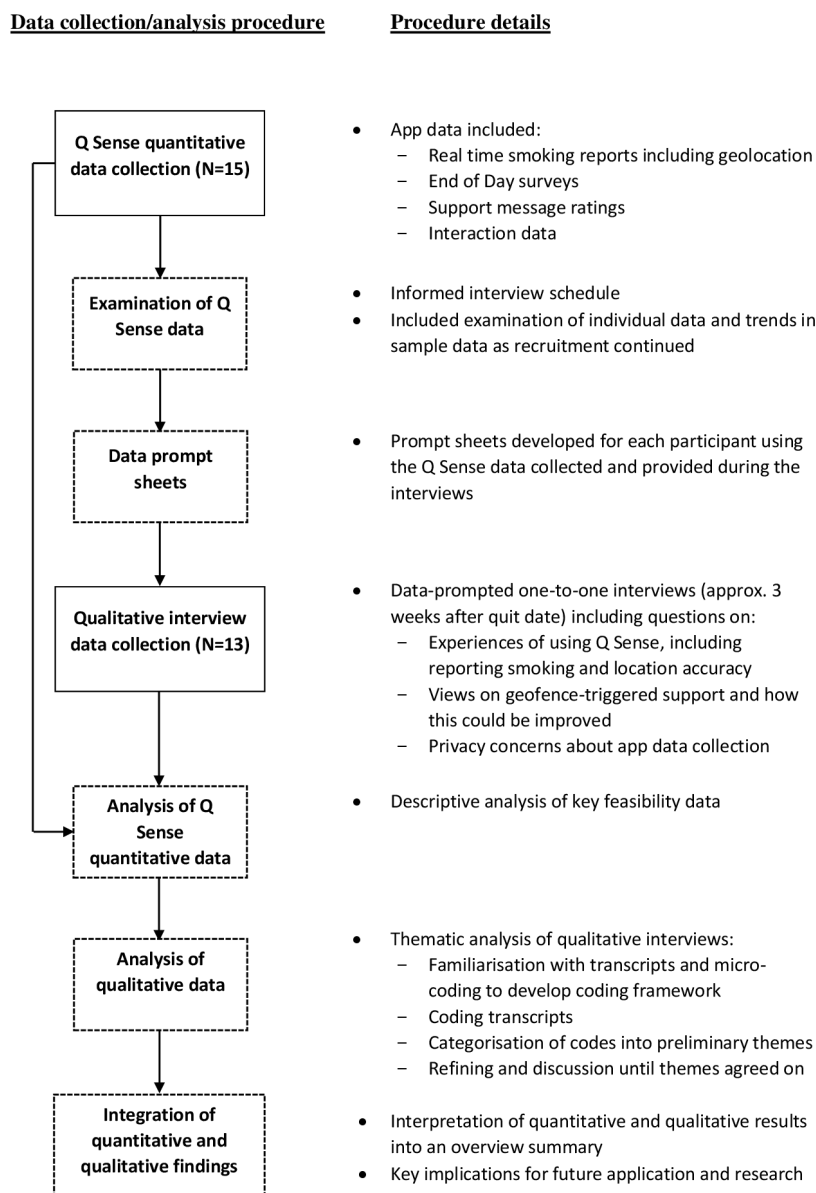 Data collection/analysis procedure
Procedure details
Q Sense quantitative
data collection (N=15)
• App data included:
– Real time smoking reports including geolocation
– End of Day surveys
– Support message ratings
– Interaction data
Examination of Q
Sense data
• Informed interview schedule
• Included examination of individual data and trends in
sample data as recruitment continued
Data prompt
sheets
• Prompt sheets developed for each participant using
the Q Sense data collected and provided during the
interviews
Qualitative interview
data collection (N=13)
• Data-prompted one-to-one interviews (approx. 3
weeks after quit date) including questions on:
– Experiences of using Q Sense, including
reporting smoking and location accuracy
– Views on geofence-triggered support and how
this could be improved
– Privacy concerns about app data collection
Analysis of Q
Sense
quantitative data
• Descriptive analysis of key feasibility data
Analysis of
qualitative data
• Thematic analysis of qualitative interviews:
– Familiarisation with transcripts and micro-
coding to develop coding framework
– Coding transcripts
– Categorisation of codes into preliminary themes
– Refining and discussion until themes agreed on
Integration of
quantitative and
qualitative findings
• Interpretation of quantitative and qualitative results
into an overview summary
• Key implications for future application and research